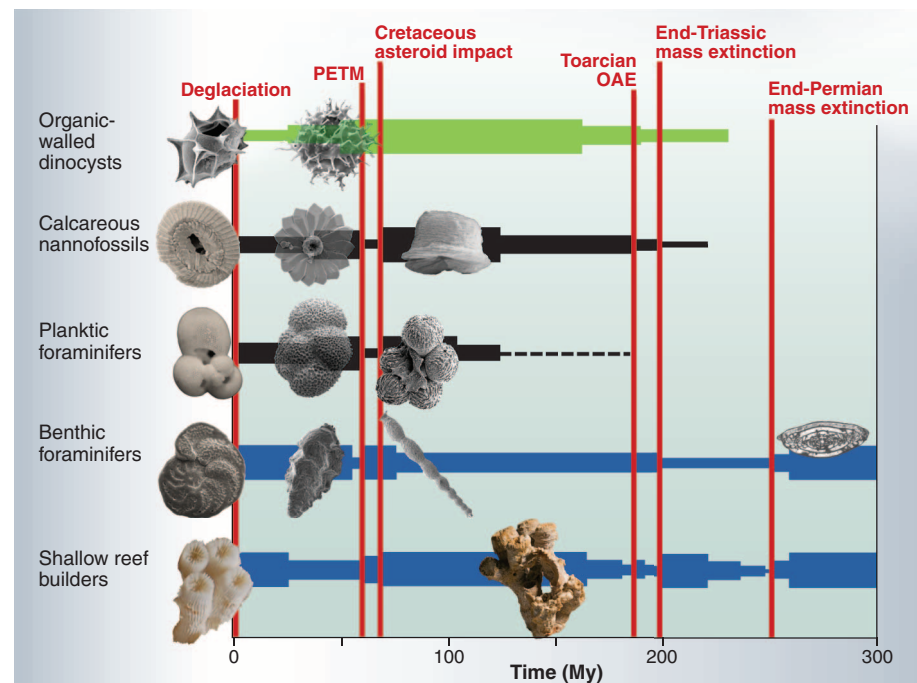 Cretaceous
asteroid impact
End-Triassic
mass extinction
PETM
Toarcian
OAE
Deglaciation
End-Permian
mass extinction
Organic-
walled
dinocysts
Calcareous
nannofossils
Planktic
foraminifers
Benthic
foraminifers
Shallow reef
builders
0
100
200
300
Time (My)